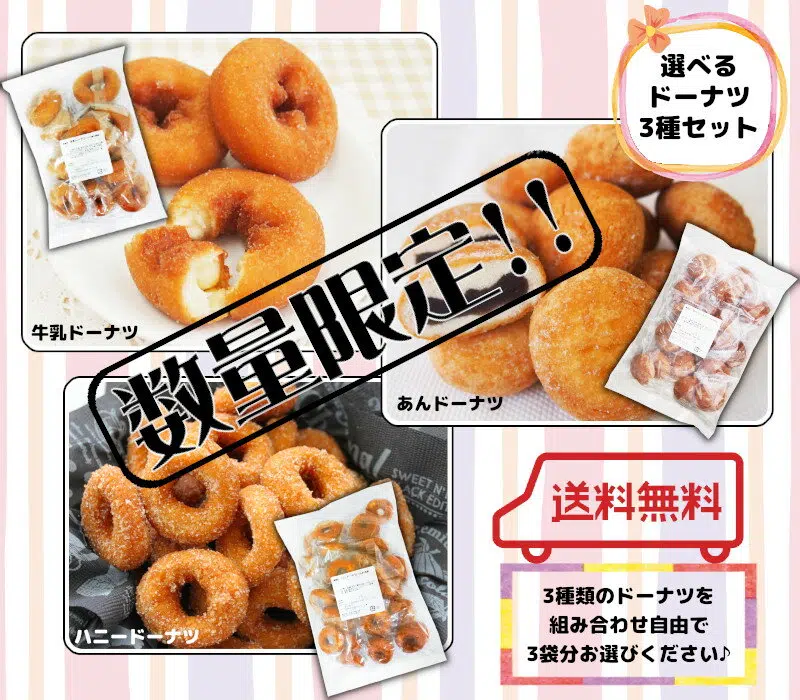 選べる
ドーナツ
3種セット
牛乳ドーナツ
数量限定!!
あんドーナツ
ハニードーナツ
SWEET N'
送料無料
3種類のドーナツを
組み合わせ自由で
3袋分お選びください♪